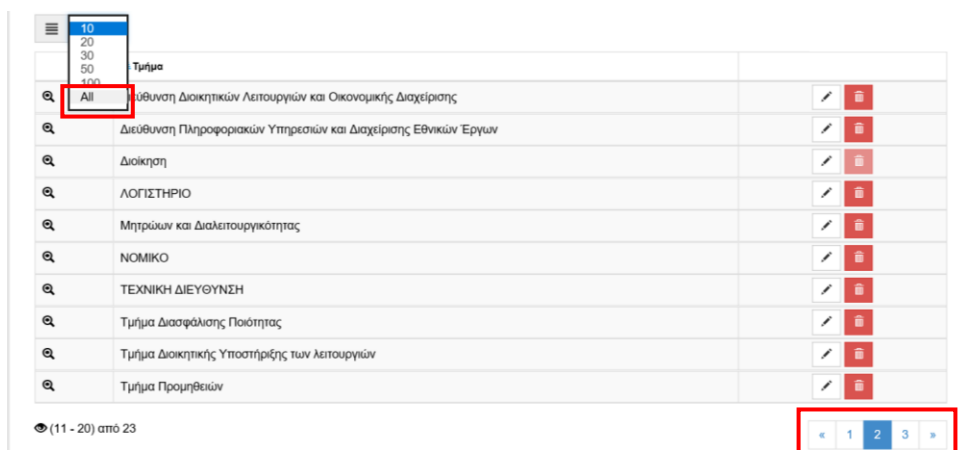 10
20
30
50
100
All
Τμήμα
Διεύθυνση Διοικητικών Λειτουργιών και Οικονομικής Διαχείρισης
Διεύθυνση Πληροφοριακών Υπηρεσιών και Διαχείρισης Εθνικών Έργων
Διοίκηση
ΛΟΓΙΣΤΗΡΙΟ
Μητρώων και Διαλειτουργικότητας
ΝΟΜΙΚΟ
ΤΕΧΝΙΚΗ ΔΙΕΥΘΥΝΣΗ
Τμήμα Διασφάλισης Ποιότητας
Τμήμα Διοικητικής Υποστήριξης των λειτουργιών
Τμήμα Προμηθειών
(11 - 20) από 23
« 1 2 3 »